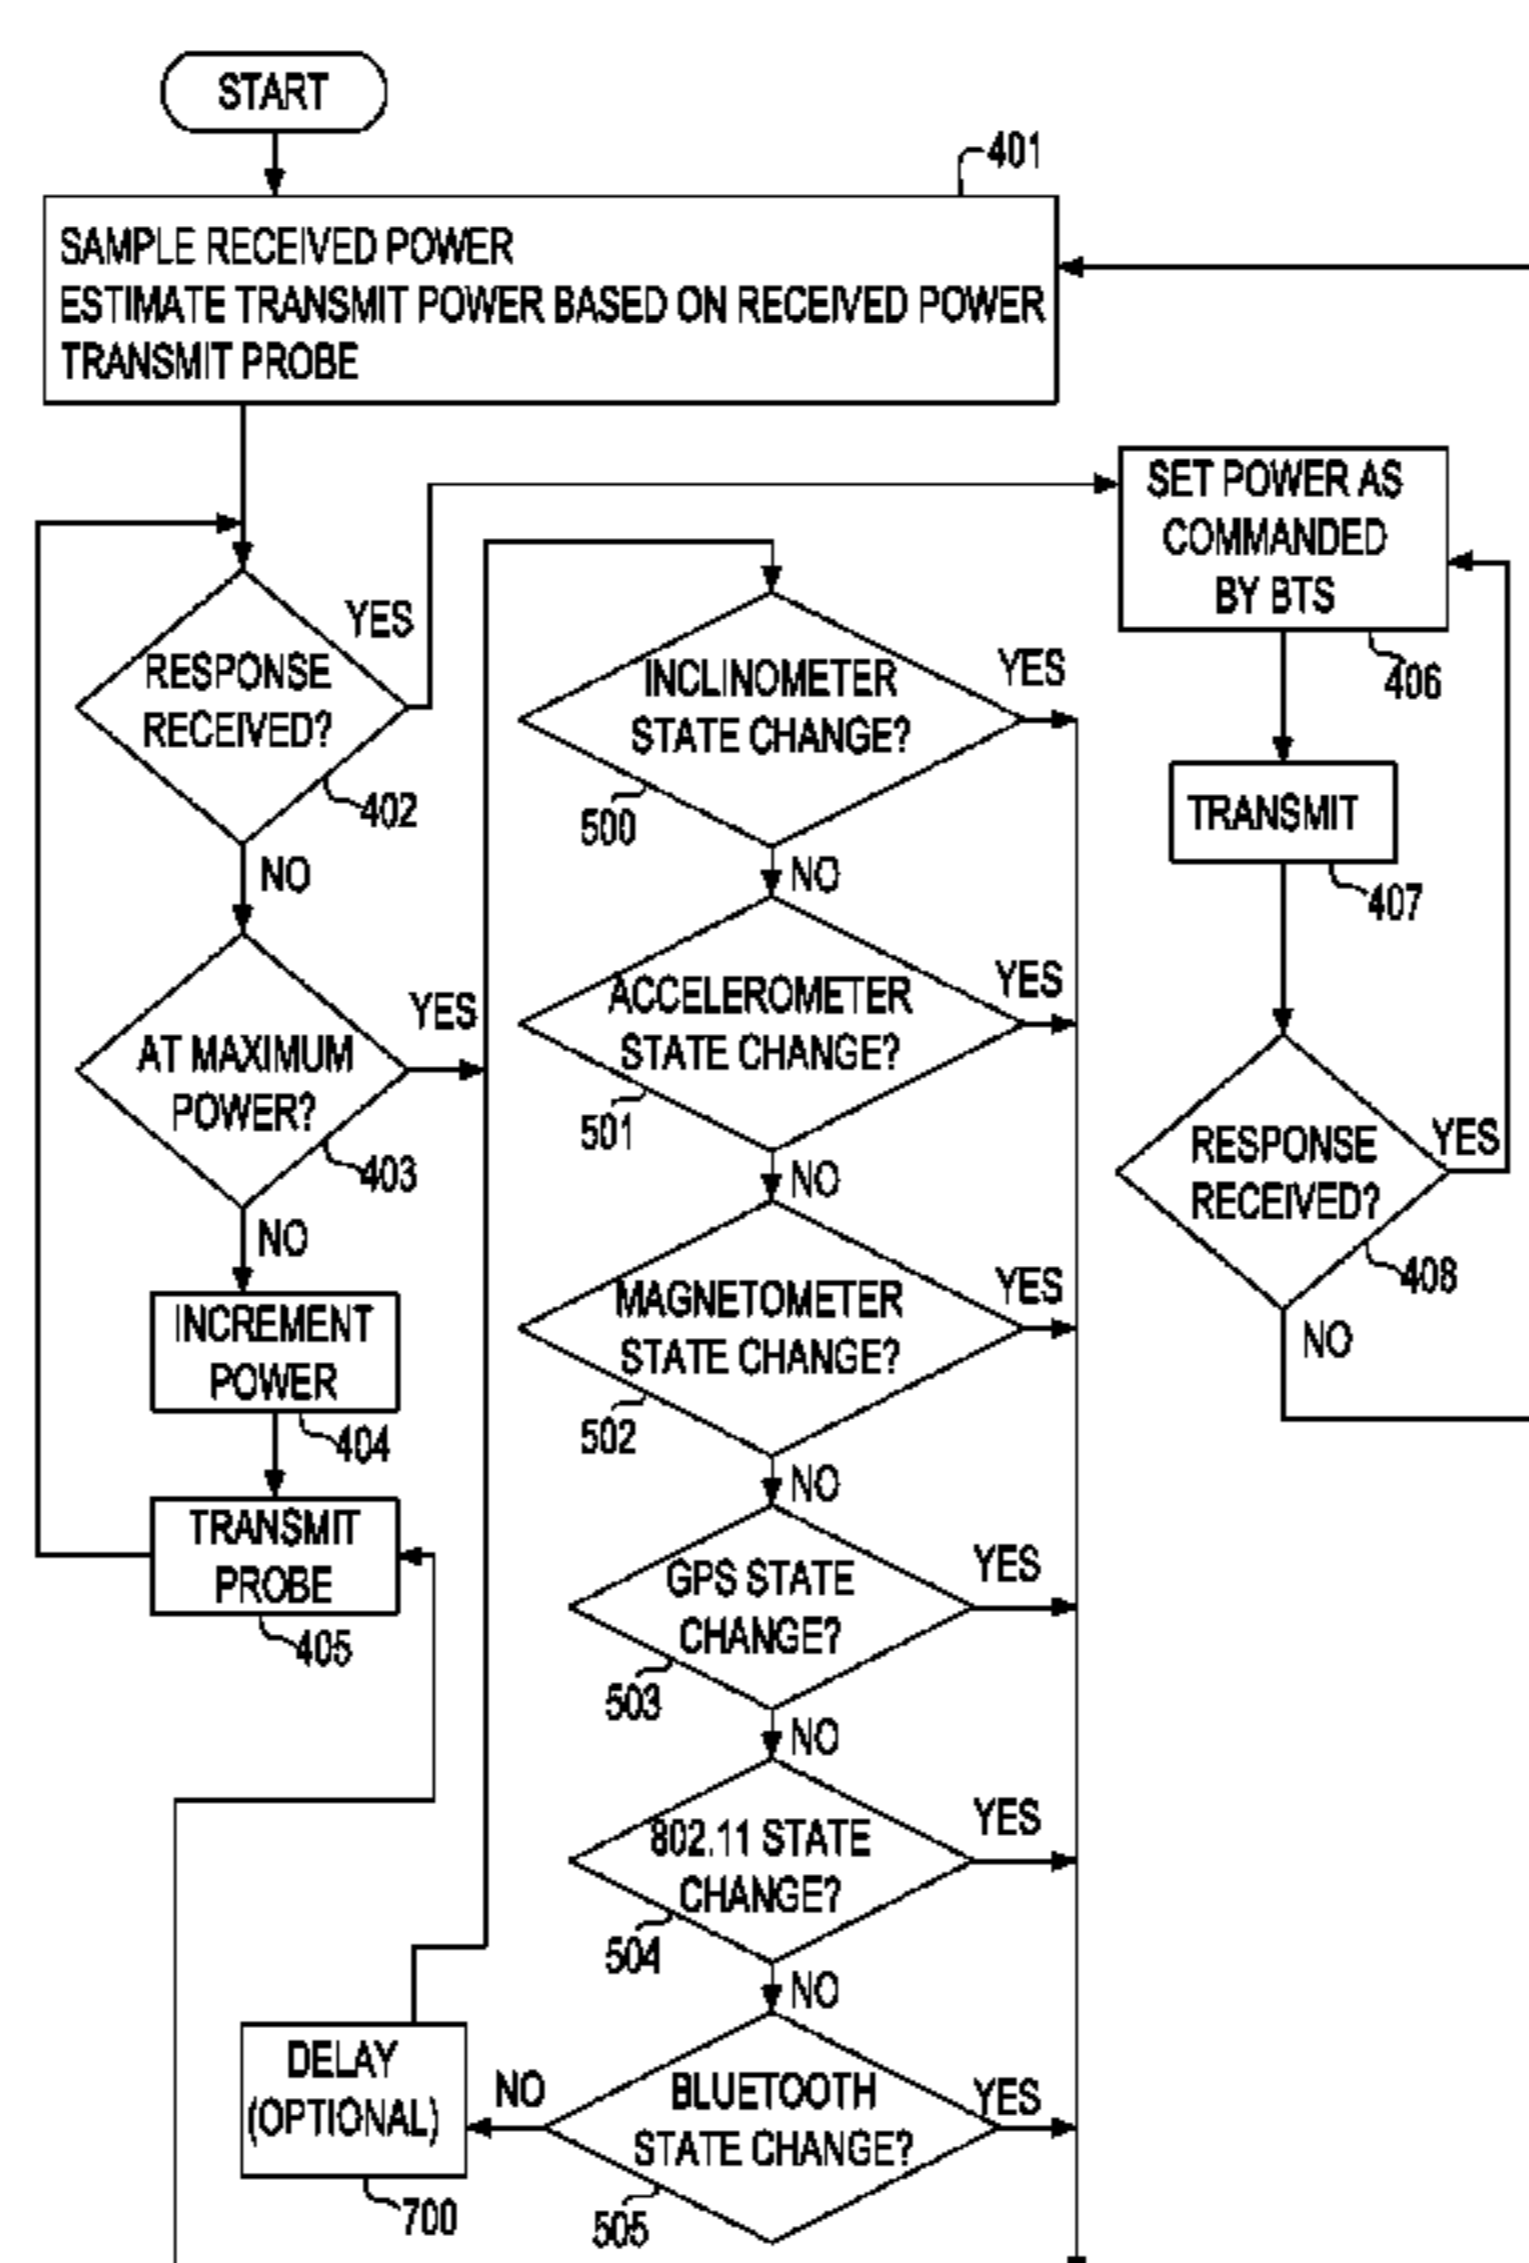 START
401
SAMPLE RECEIVED POWER
ESTIMATE TRANSMIT POWER BASED ON RECEIVED POWER
TRANSMIT PROBE
RESPONSE
RECEIVED?
YES
402
NO
AT MAXIMUM
POWER?
YES
403
NO
INCREMENT
POWER
404
TRANSMIT
PROBE
405
INCLINOMETER
STATE CHANGE?
YES
500
NO
ACCELEROMETER
STATE CHANGE?
YES
501
NO
MAGNETOMETER
STATE CHANGE?
YES
502
NO
GPS STATE
CHANGE?
YES
503
NO
802.11 STATE
CHANGE?
YES
504
NO
BLUETOOTH
STATE CHANGE?
YES
505
NO
DELAY
(OPTIONAL)
700
SET POWER AS
COMMANDED
BY BTS
406
TRANSMIT
407
RESPONSE
RECEIVED?
YES
408
NO